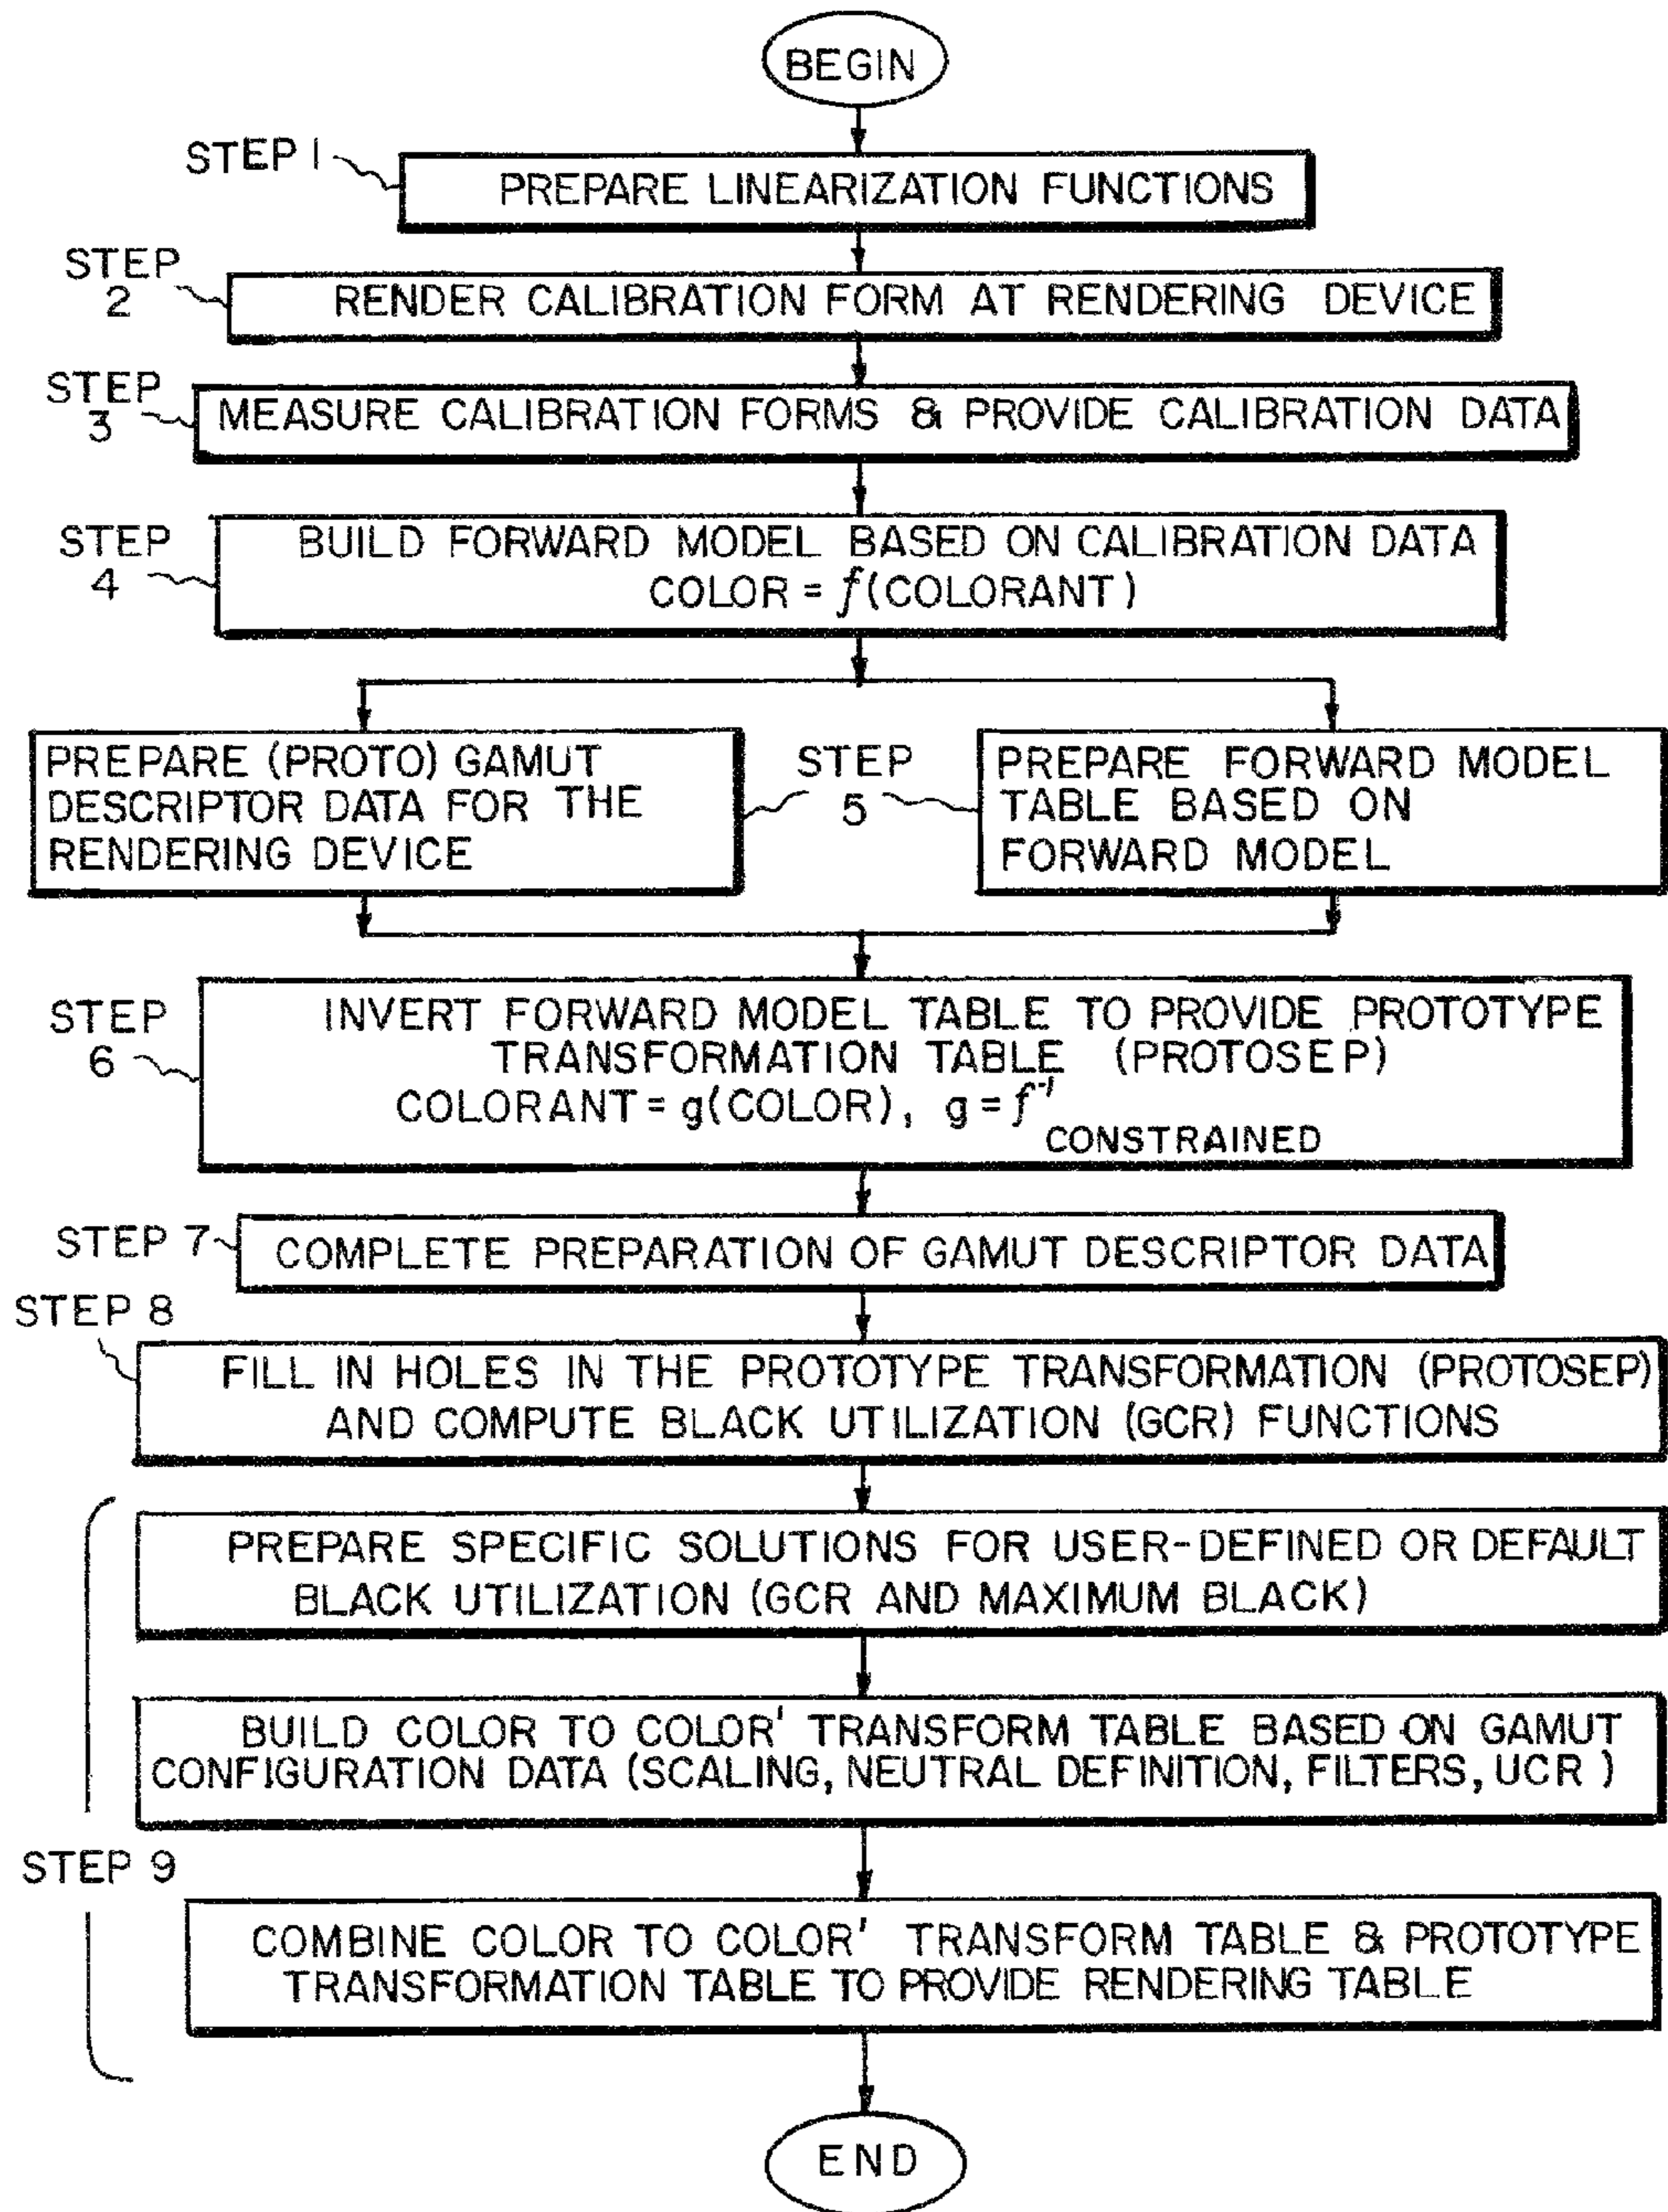 BEGIN
STEP 1
PREPARE LINEARIZATION FUNCTIONS
STEP
2
RENDER CALIBRATION FORM AT RENDERING DEVICE
STEP
3
MEASURE CALIBRATION FORMS & PROVIDE CALIBRATION DATA
STEP
4
BUILD FORWARD MODEL BASED ON CALIBRATION DATA
COLOR = f(COLORANT)
PREPARE (PROTO) GAMUT
DESCRIPTOR DATA FOR THE
RENDERING DEVICE
STEP
5
PREPARE FORWARD MODEL
TABLE BASED ON
FORWARD MODEL
STEP
6
INVERT FORWARD MODEL TABLE TO PROVIDE PROTOTYPE
TRANSFORMATION TABLE (PROTOSEP)
COLORANT = g(COLOR), g = f⁻¹
CONSTRAINED
STEP 7
COMPLETE PREPARATION OF GAMUT DESCRIPTOR DATA
STEP 8
FILL IN HOLES IN THE PROTOTYPE TRANSFORMATION (PROTOSEP)
AND COMPUTE BLACK UTILIZATION (GCR) FUNCTIONS
PREPARE SPECIFIC SOLUTIONS FOR USER-DEFINED OR DEFAULT
BLACK UTILIZATION (GCR AND MAXIMUM BLACK)
BUILD COLOR TO COLOR' TRANSFORM TABLE BASED ON GAMUT
CONFIGURATION DATA (SCALING, NEUTRAL DEFINITION, FILTERS, UCR )
STEP 9
COMBINE COLOR TO COLOR' TRANSFORM TABLE & PROTOTYPE
TRANSFORMATION TABLE TO PROVIDE RENDERING TABLE
END